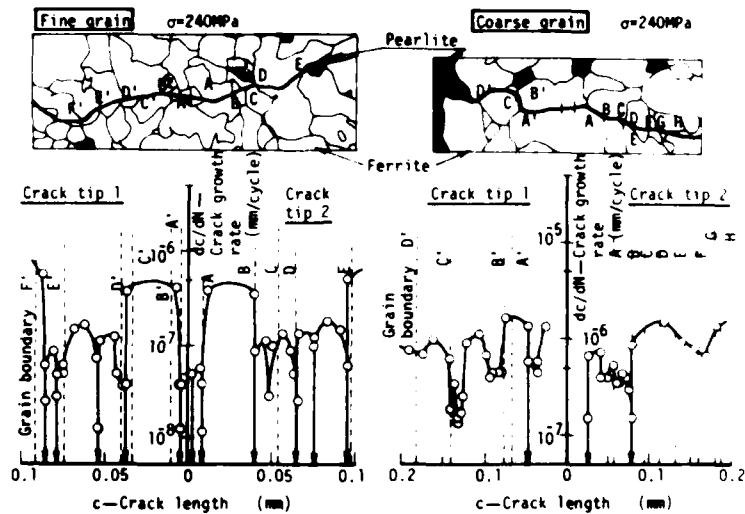 Fine grain σ=240MPa
Coarse grain σ=240MPa
Pearlite
Ferrite
B' D' C' A B C D E
D' C B' A' A B C D E G H
Crack tip 1
Crack tip 2
dc/dN—Crack growth rate (mm/cycle)
Grain boundary
F' E' D' C' B' A' A B C D E
10⁻⁶
10⁻⁷
10⁻⁸
0.1 0.05 0 0.05 0.1
c—Crack length (mm)
Crack tip 1
Crack tip 2
dc/dN—Crack growth rate (mm/cycle)
Grain boundary
D' C' B' A' A B C D E F G H
10⁻⁵
10⁻⁶
10⁻⁷
0.2 0.1 0 0.1 0.2
c—Crack length (mm)